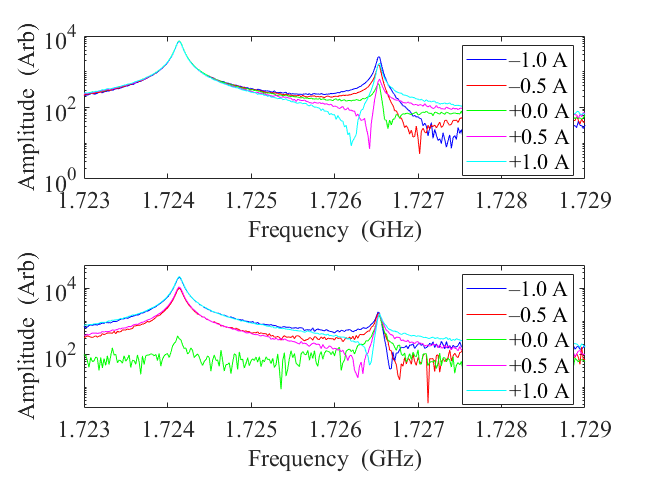 10^4
10^2
10^0
Amplitude (Arb)
–1.0 A
–0.5 A
+0.0 A
+0.5 A
+1.0 A
1.723 1.724 1.725 1.726 1.727 1.728 1.729
Frequency (GHz)
10^4
10^2
Amplitude (Arb)
–1.0 A
–0.5 A
+0.0 A
+0.5 A
+1.0 A
1.723 1.724 1.725 1.726 1.727 1.728 1.729
Frequency (GHz)